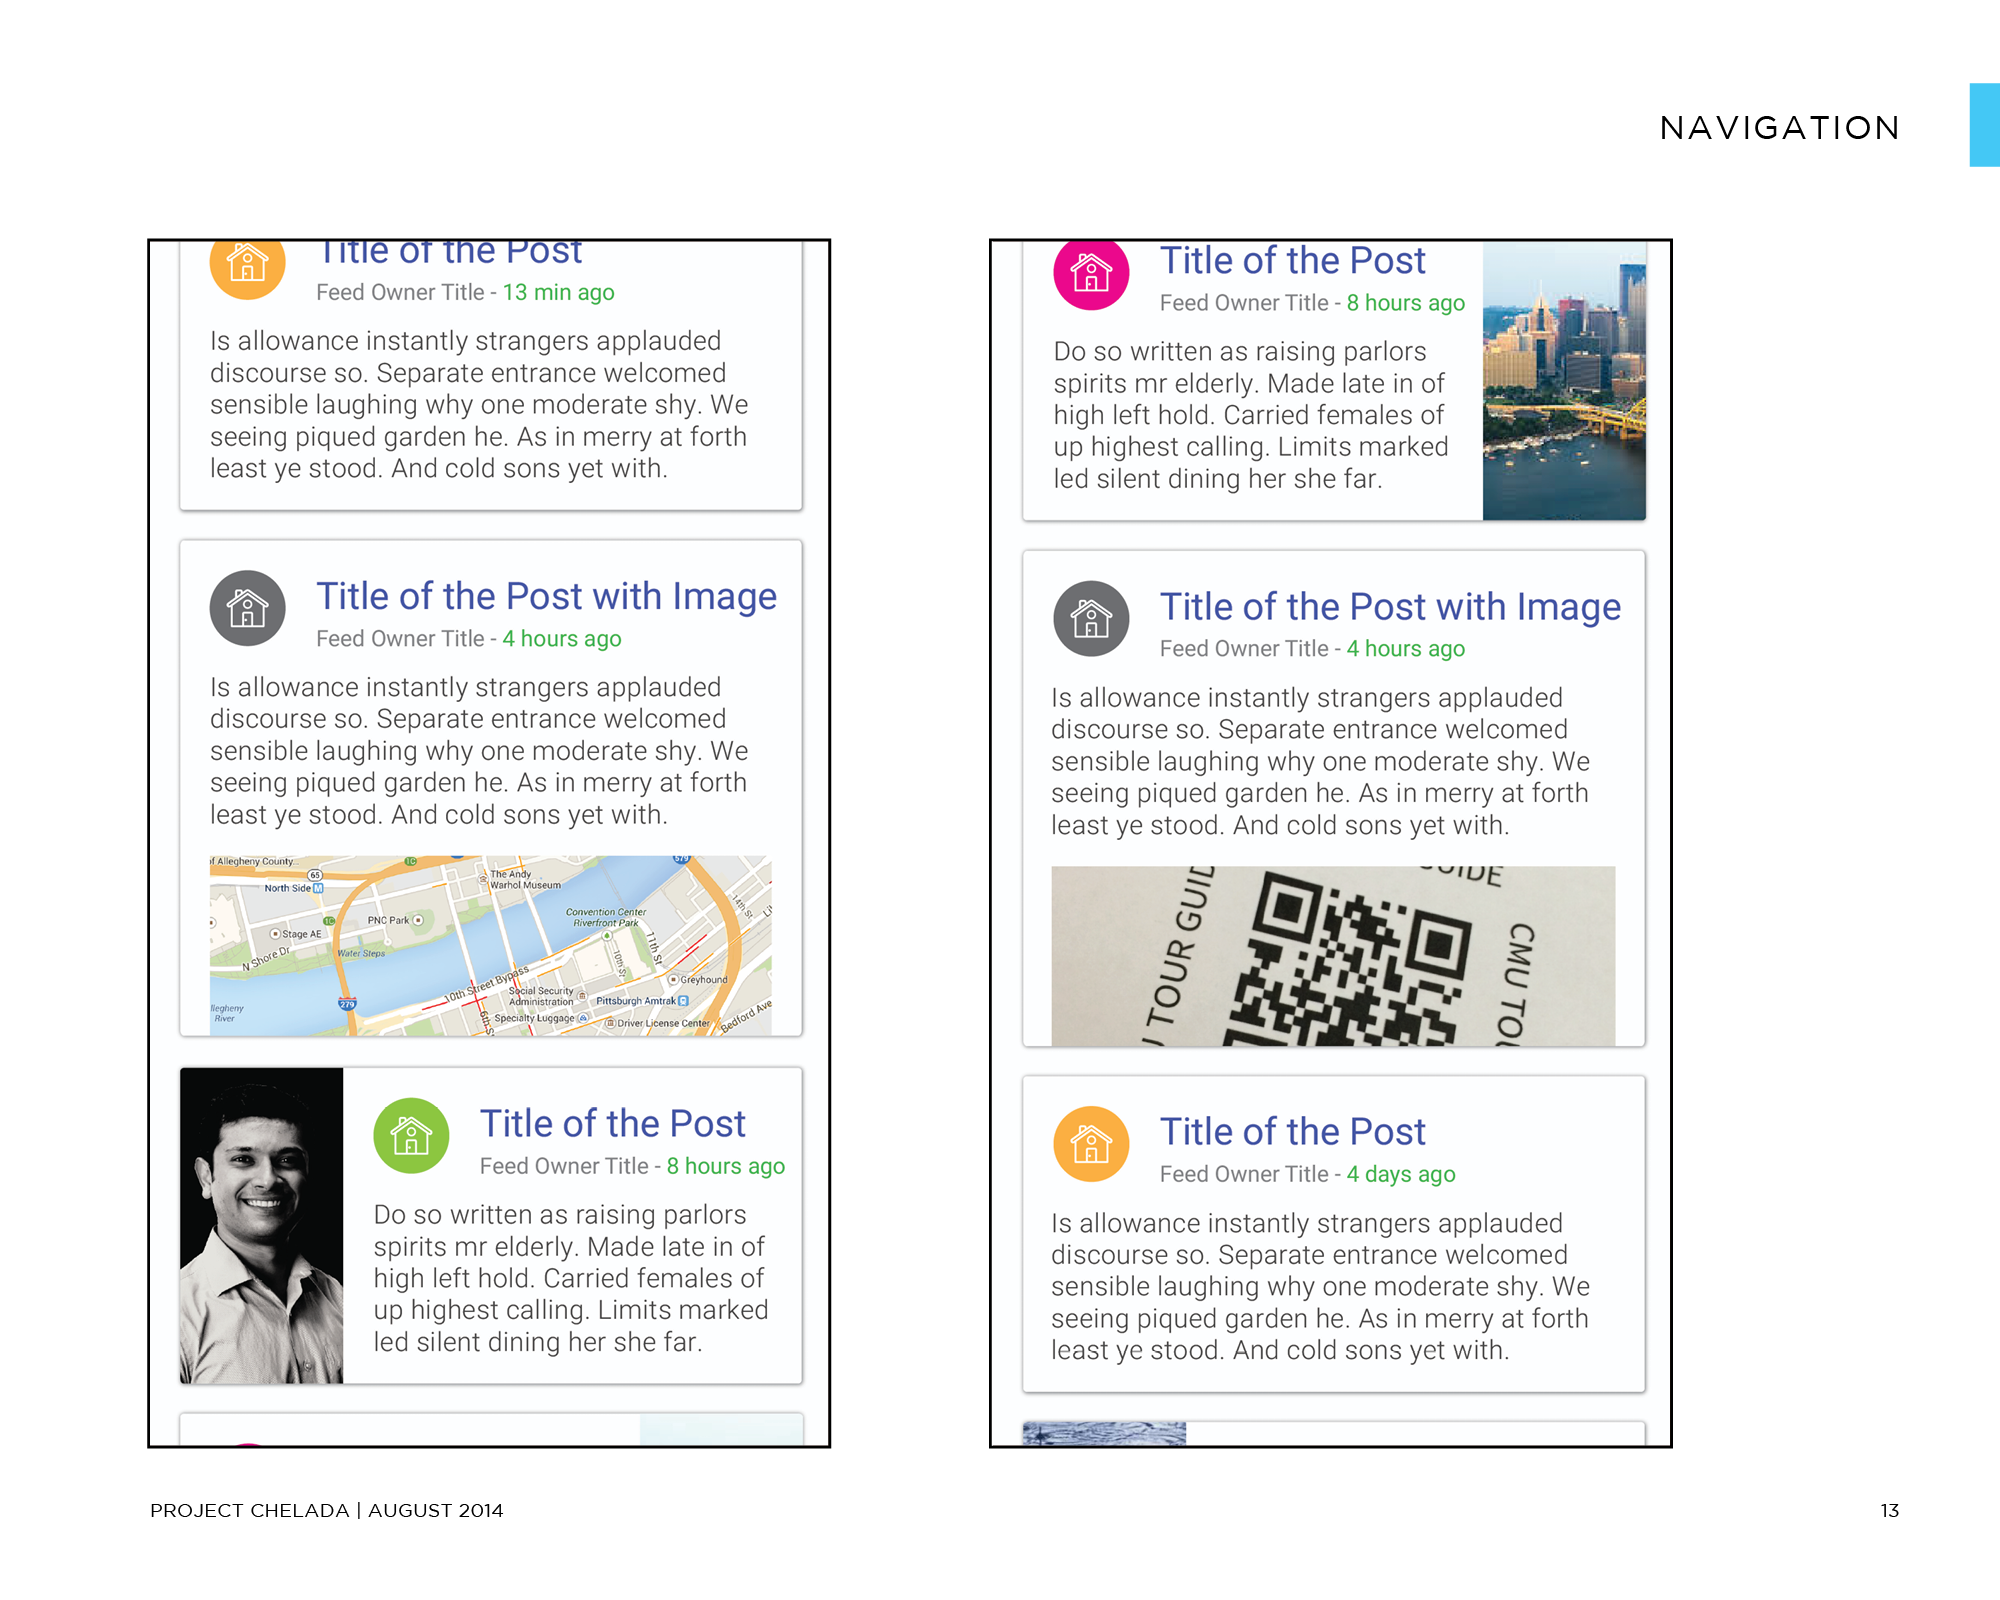 NAVIGATION
Title of the Post
Feed Owner Title - 13 min ago
Is allowance instantly strangers applauded
discourse so. Separate entrance welcomed
sensible laughing why one moderate shy. We
seeing piqued garden he. As in merry at forth
least ye stood. And cold sons yet with.
Title of the Post with Image
Feed Owner Title - 4 hours ago
Is allowance instantly strangers applauded
discourse so. Separate entrance welcomed
sensible laughing why one moderate shy. We
seeing piqued garden he. As in merry at forth
least ye stood. And cold sons yet with.
of Allegheny County...
1C
579
65
North Side M
The Andy
Warhol Museum
14th St
Convention Center
Riverfront Park
1C
PNC Park
Stage AE
11th St
N Shore Dr
Water Steps
10th St
10th Street Bypass
Greyhound
279
Social Security
Administration
Pittsburgh Amtrak
llegheny
River
6th S
Specialty Luggage
Driver License Center
Bedford Ave
Title of the Post
Feed Owner Title - 8 hours ago
Do so written as raising parlors
spirits mr elderly. Made late in of
high left hold. Carried females of
up highest calling. Limits marked
led silent dining her she far.
Title of the Post
Feed Owner Title - 8 hours ago
Do so written as raising parlors
spirits mr elderly. Made late in of
high left hold. Carried females of
up highest calling. Limits marked
led silent dining her she far.
Title of the Post with Image
Feed Owner Title - 4 hours ago
Is allowance instantly strangers applauded
discourse so. Separate entrance welcomed
sensible laughing why one moderate shy. We
seeing piqued garden he. As in merry at forth
least ye stood. And cold sons yet with.
U TOUR GUID
GUIDE
CMU TOU
Title of the Post
Feed Owner Title - 4 days ago
Is allowance instantly strangers applauded
discourse so. Separate entrance welcomed
sensible laughing why one moderate shy. We
seeing piqued garden he. As in merry at forth
least ye stood. And cold sons yet with.
PROJECT CHELADA | AUGUST 2014
13